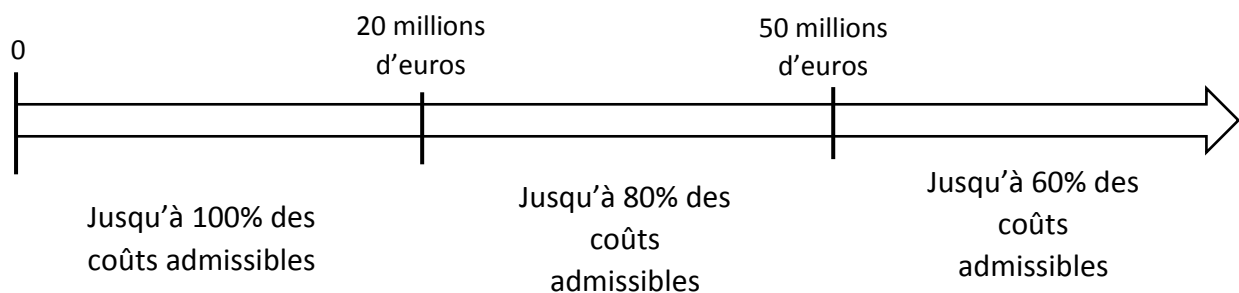 0
20 millions
d’euros
50 millions
d’euros
Jusqu’à 100% des
coûts admissibles
Jusqu’à 80% des
coûts
admissibles
Jusqu’à 60% des
coûts
admissibles